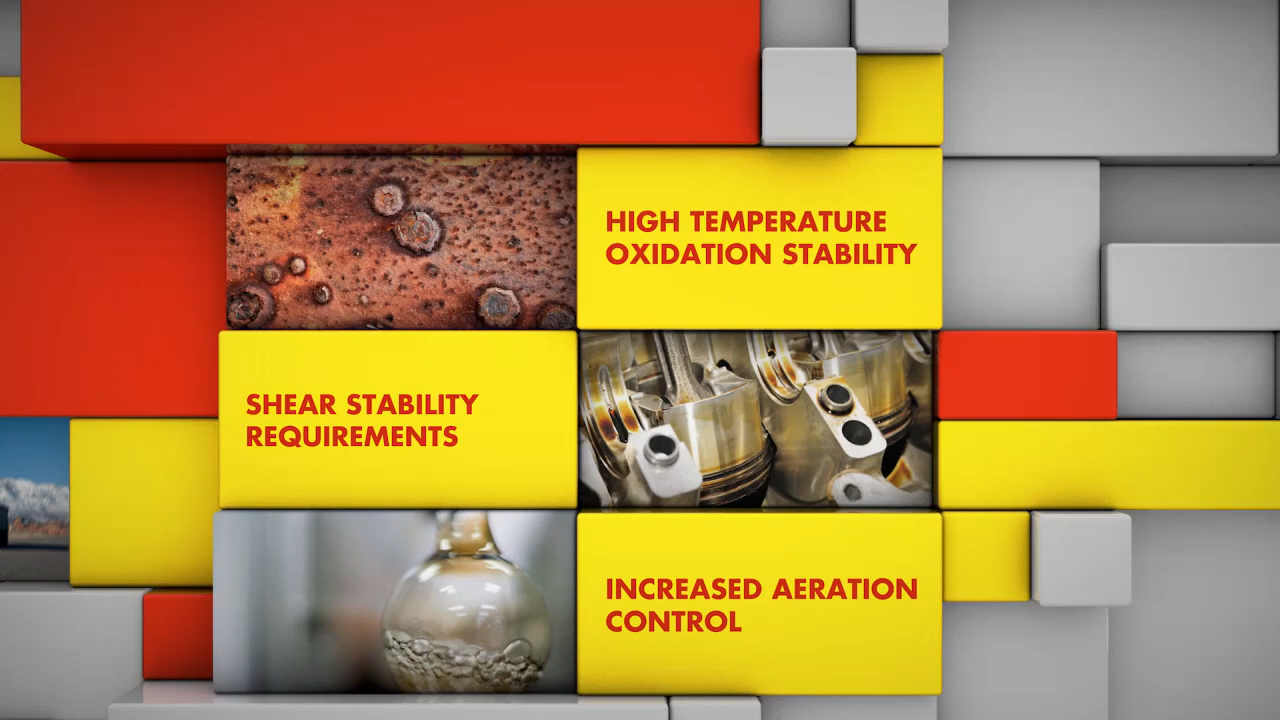 HIGH TEMPERATURE
OXIDATION STABILITY
SHEAR STABILITY
REQUIREMENTS
INCREASED AERATION
CONTROL